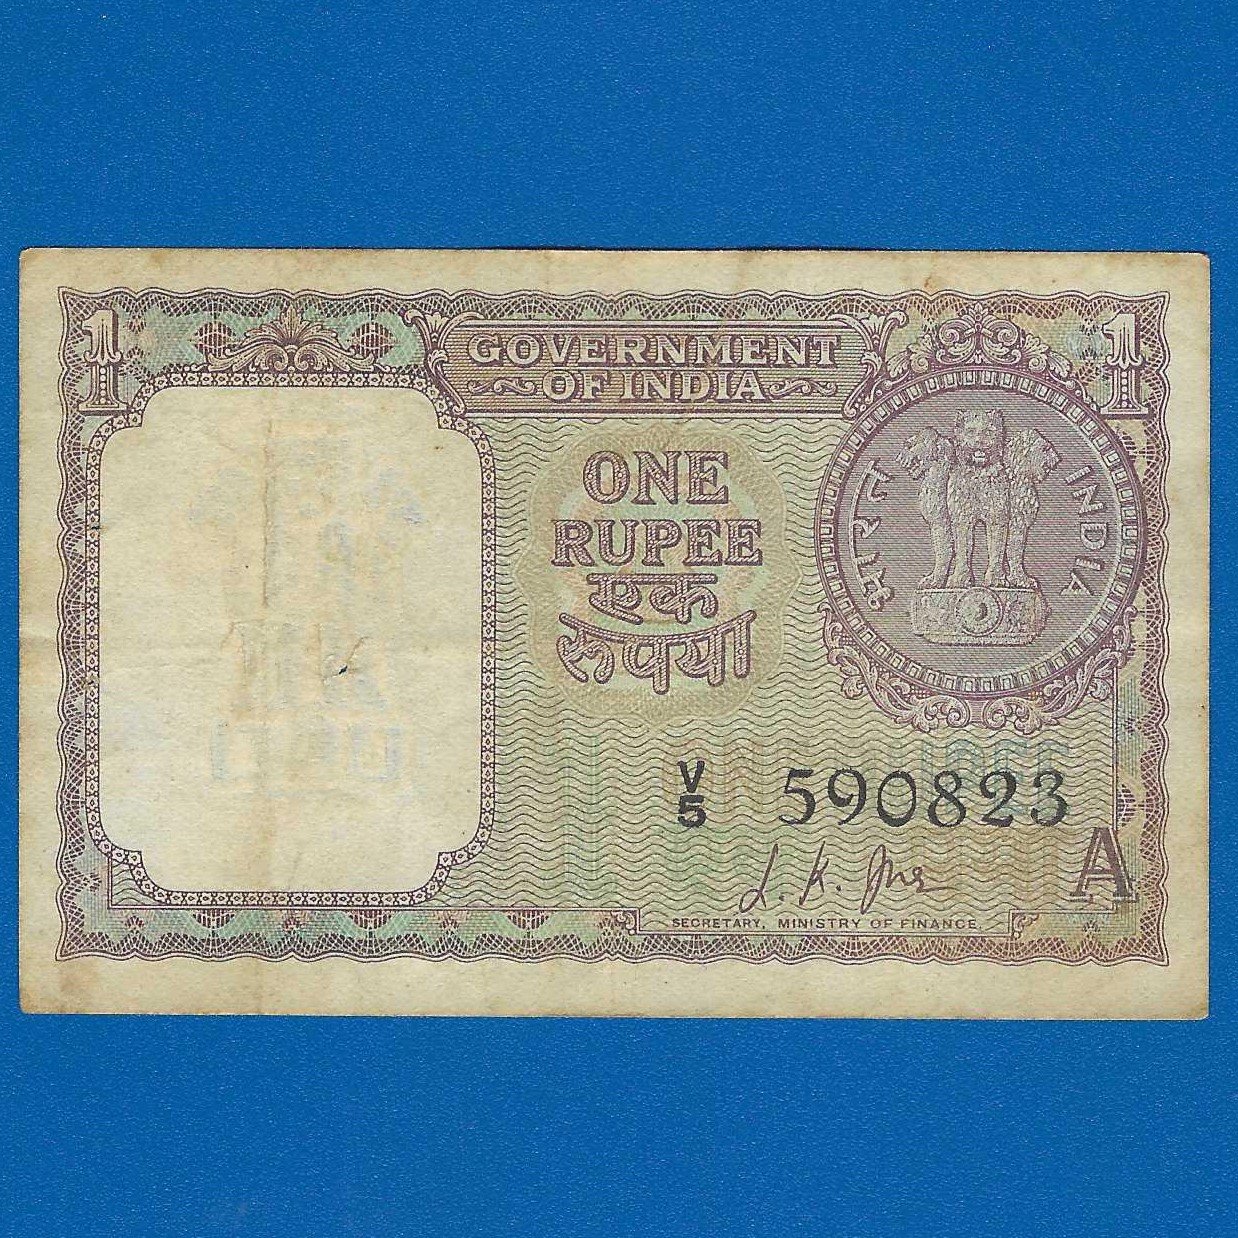 1
1
GOVERNMENT
OF INDIA
ONE
RUPEE
एक
रुपया
भारत
INDIA
V/5 590823
A
SECRETARY, MINISTRY OF FINANCE.